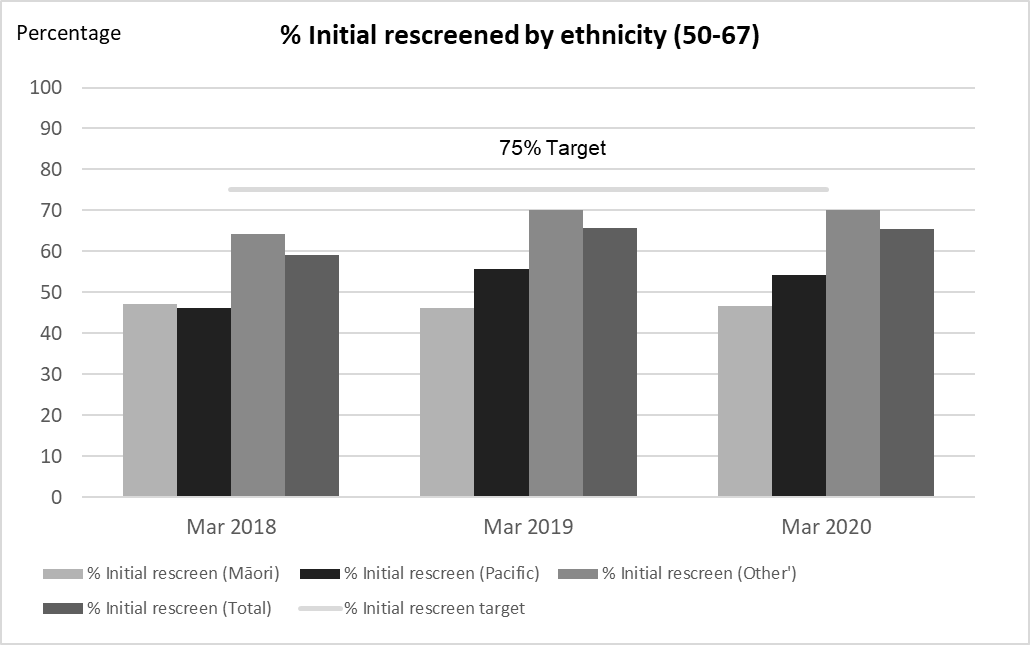 Percentage
% Initial rescreened by ethnicity (50-67)
100
90
80
70
60
50
40
30
20
10
0
75% Target
Mar 2018
Mar 2019
Mar 2020
% Initial rescreen (Māori)
% Initial rescreen (Pacific)
% Initial rescreen (Other')
% Initial rescreen (Total)
% Initial rescreen target